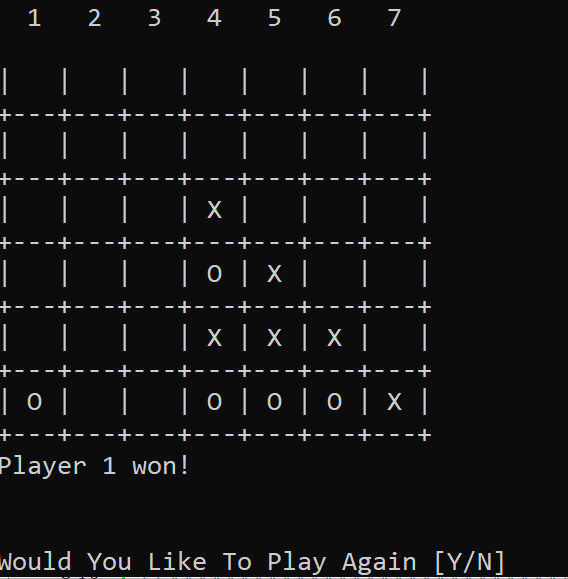 1   2   3   4   5   6   7

|   |   |   |   |   |   |   |
+---+---+---+---+---+---+---+
|   |   |   |   |   |   |   |
+---+---+---+---+---+---+---+
|   |   |   | X |   |   |   |
+---+---+---+---+---+---+---+
|   |   |   | O | X |   |   |
+---+---+---+---+---+---+---+
|   |   |   | X | X | X |   |
+---+---+---+---+---+---+---+
| O |   |   | O | O | O | X |
+---+---+---+---+---+---+---+
Player 1 won!

Would You Like To Play Again [Y/N]